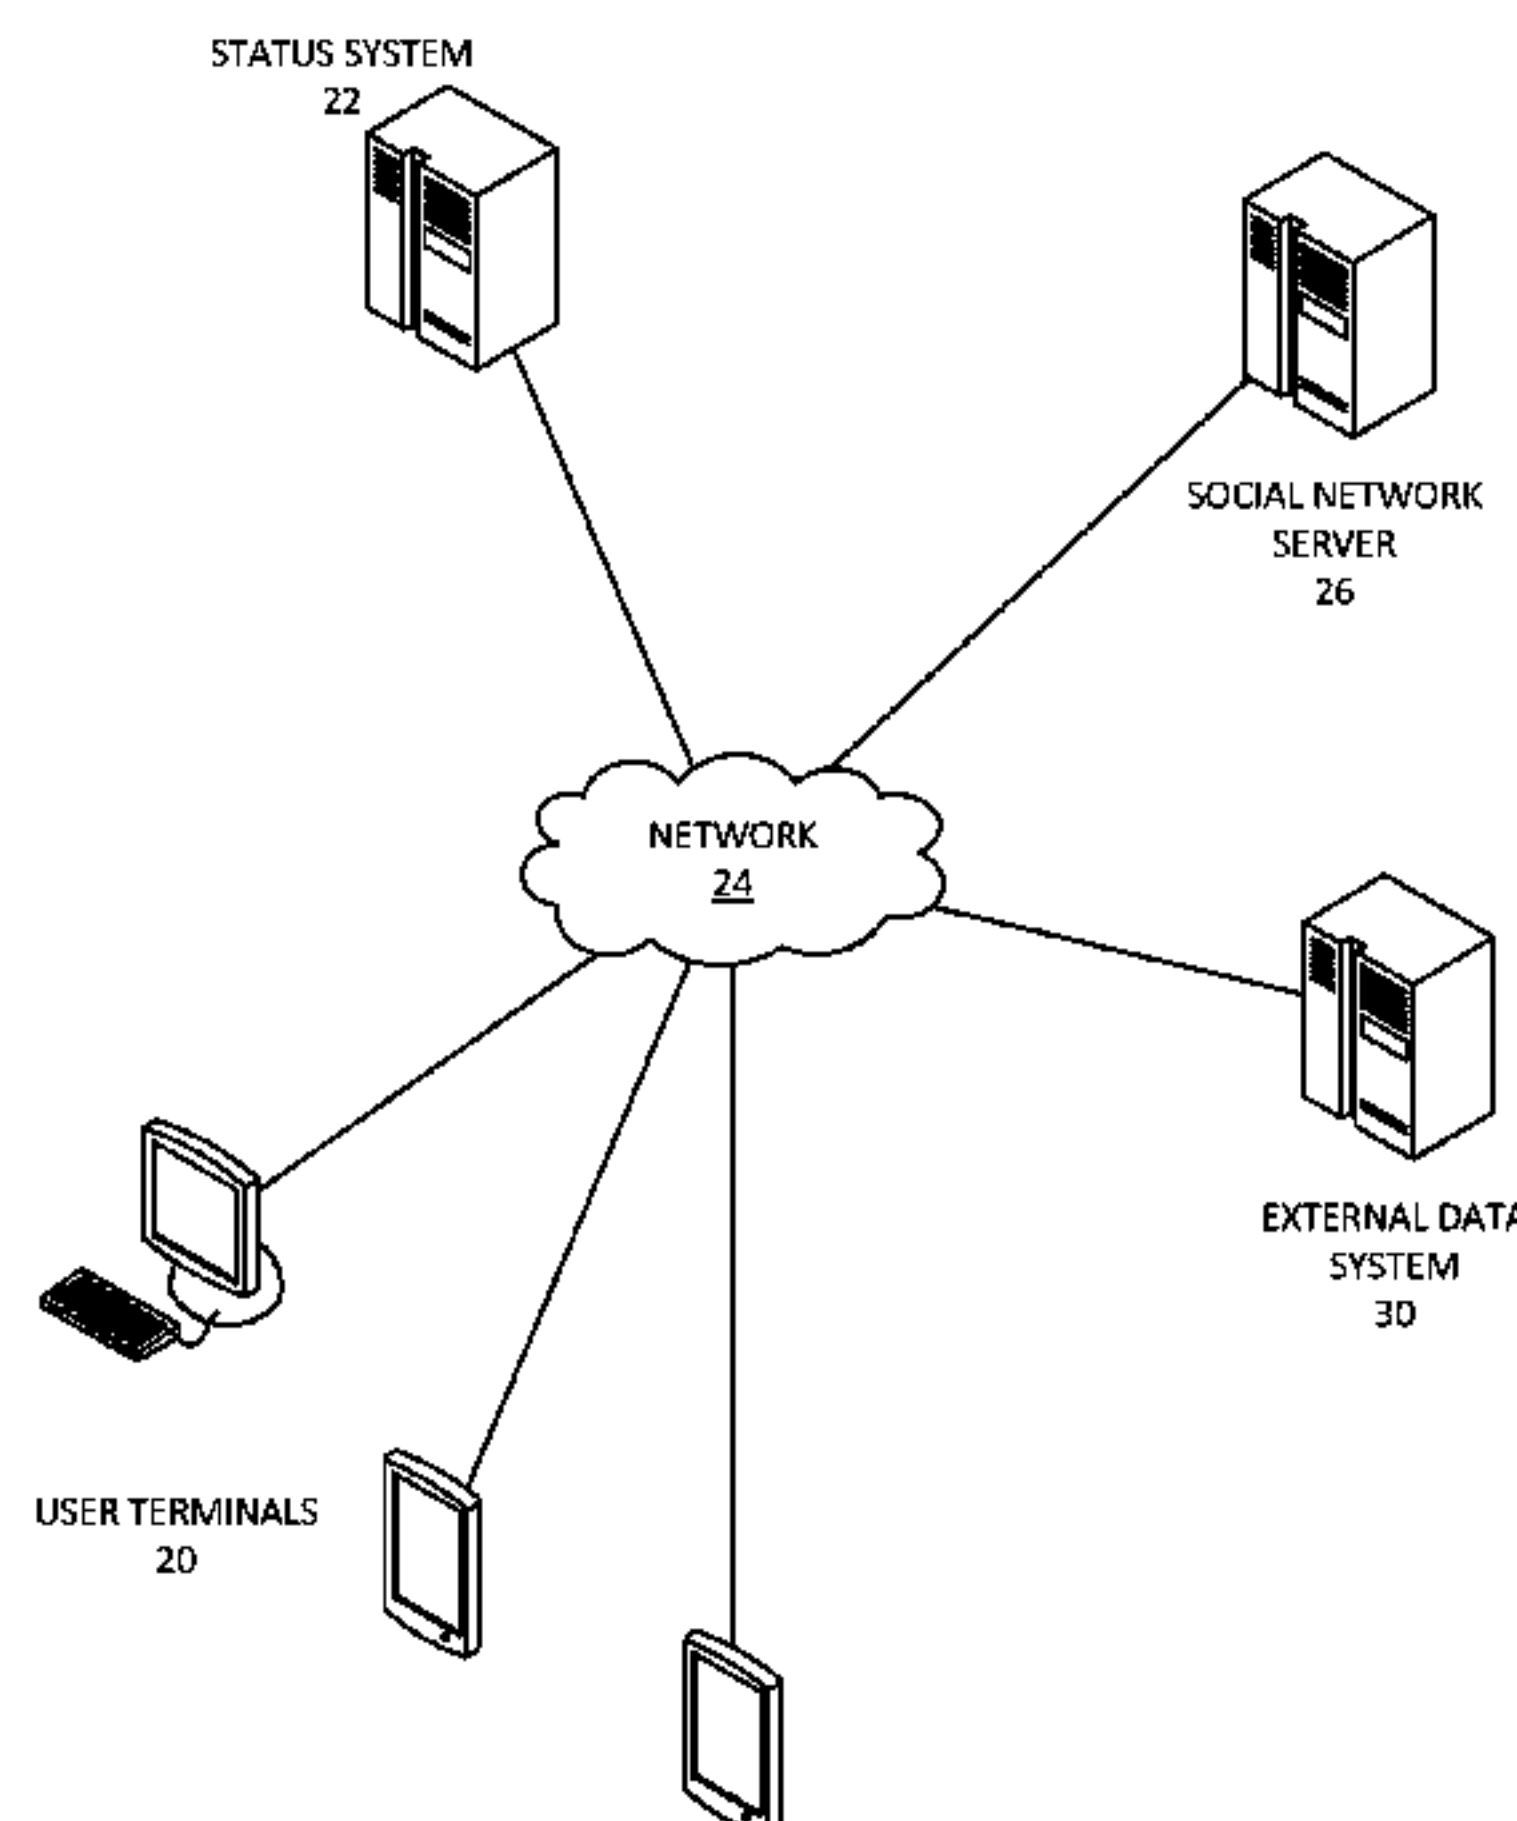 STATUS SYSTEM
22
SOCIAL NETWORK
SERVER
26
NETWORK
24
EXTERNAL DATA
SYSTEM
30
USER TERMINALS
20